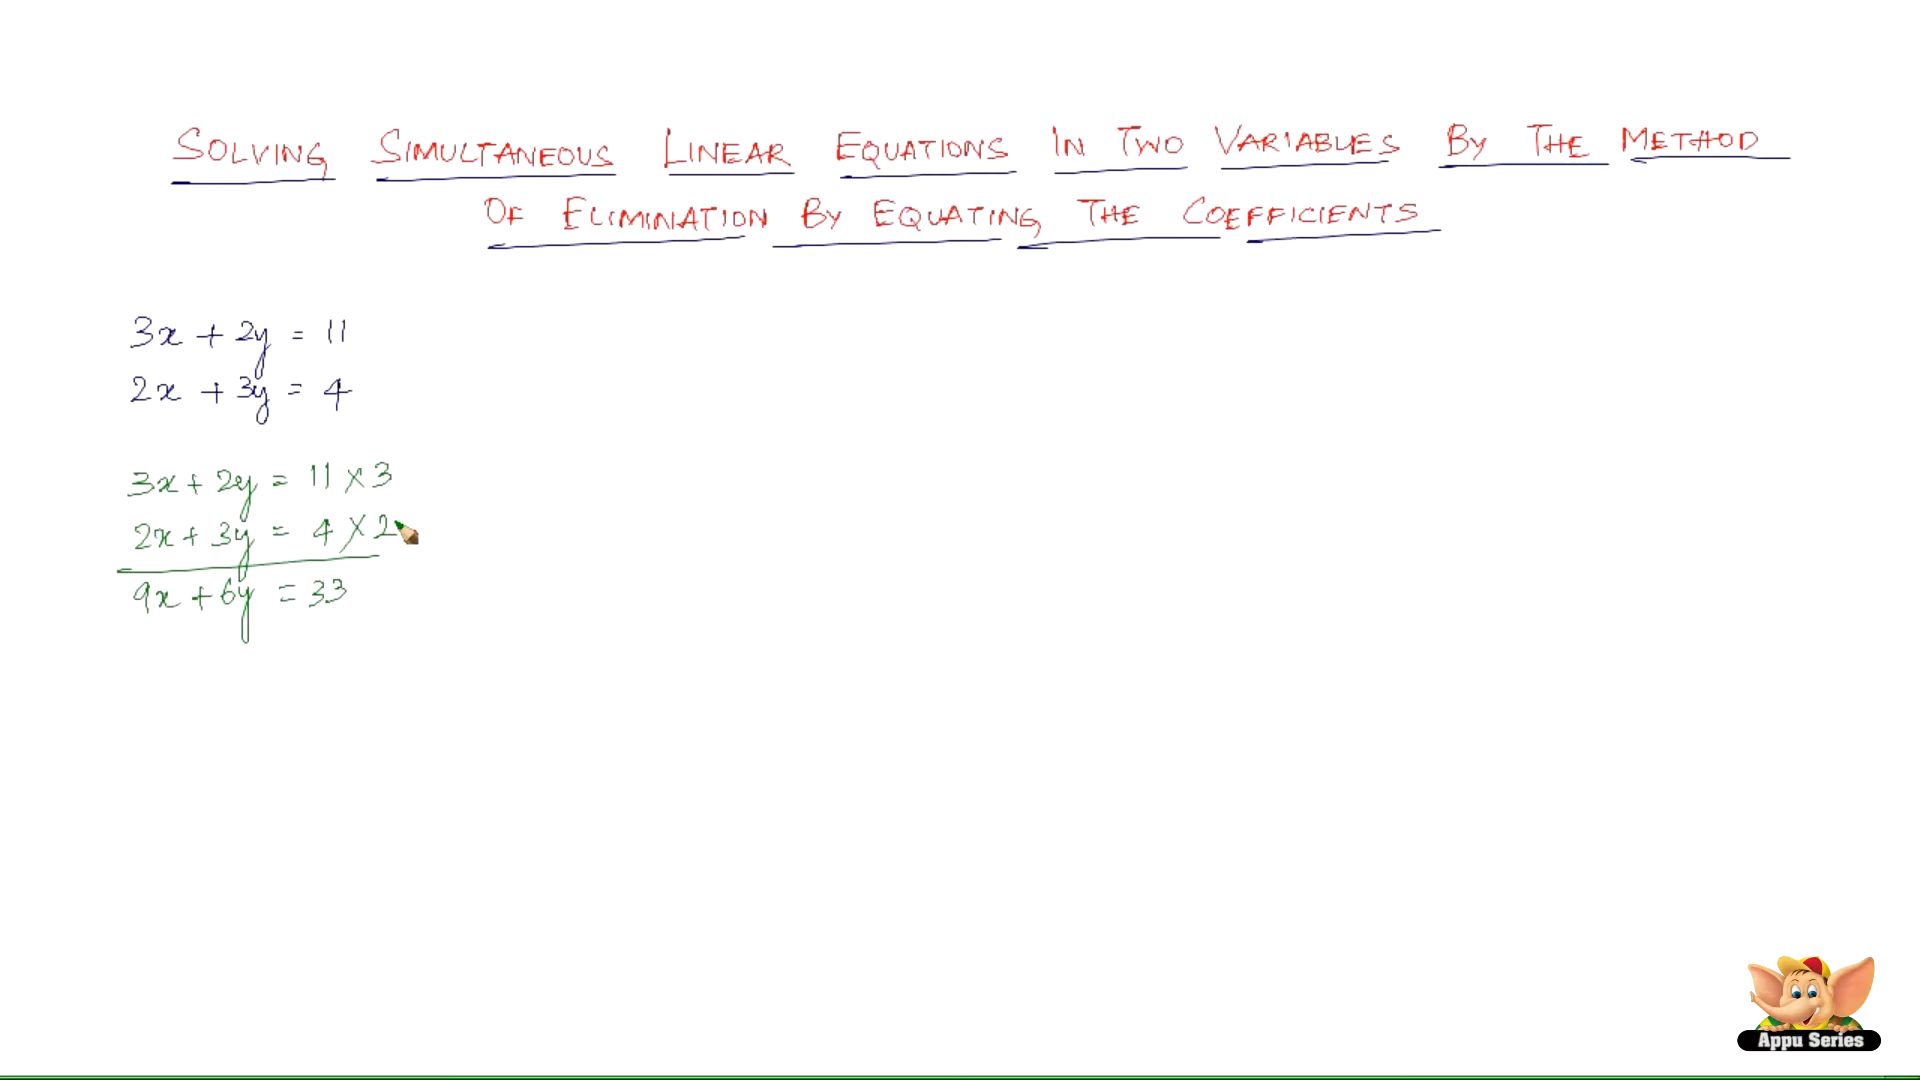 SOLVING SIMULTANEOUS LINEAR EQUATIONS IN TWO VARIABLES BY THE METHOD
OF ELIMINATION BY EQUATING THE COEFFICIENTS
3x + 2y = 11
2x + 3y = 4
3x + 2y = 11 × 3
2x + 3y = 4 × 2
9x + 6y = 33
Appu Series